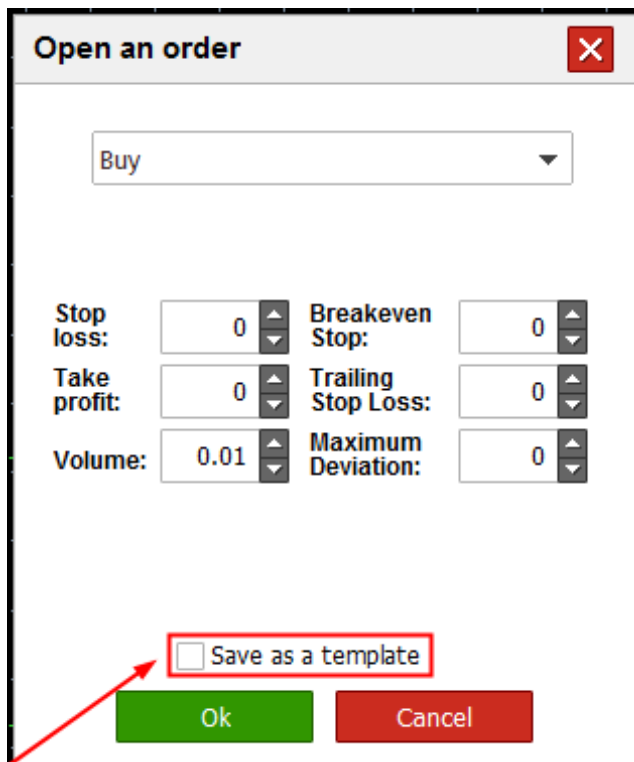 Open an order
Buy
Stop
loss:
0
Breakeven
Stop:
0
Take
profit:
0
Trailing
Stop Loss:
0
Volume:
0.01
Maximum
Deviation:
0
Save as a template
Ok
Cancel